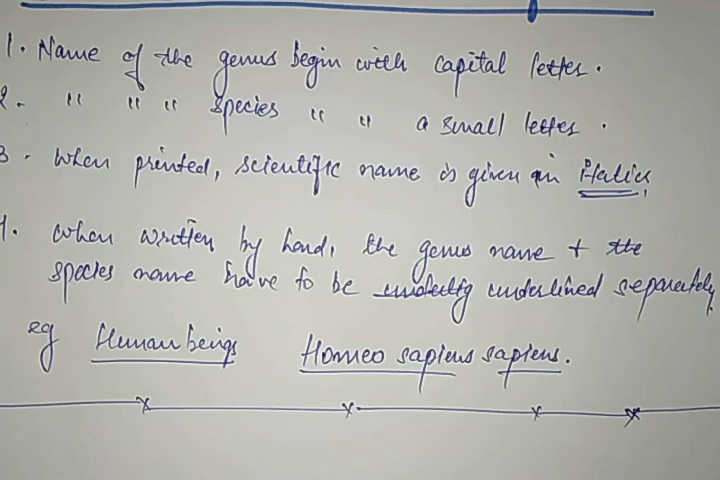 1. Name of the genus begin with capital letter.
2. " " " species " " a small letter.
3. When printed, scientific name is given in Italics,
4. When written by hand, the genus name + the
species name have to be underlig underlined separately.
eg Human beings Homeo sapiens sapiens.